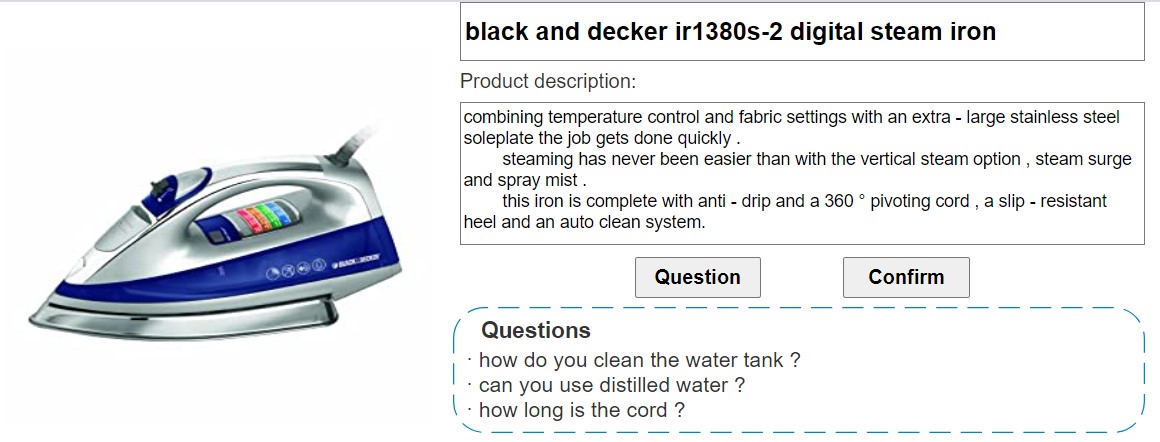 black and decker ir1380s-2 digital steam iron
Product description:
combining temperature control and fabric settings with an extra - large stainless steel
soleplate the job gets done quickly .
steaming has never been easier than with the vertical steam option , steam surge
and spray mist .
this iron is complete with anti - drip and a 360 ° pivoting cord , a slip - resistant
heel and an auto clean system.
Question Confirm
Questions
· how do you clean the water tank ?
· can you use distilled water ?
· how long is the cord ?
BLACK & DECKER